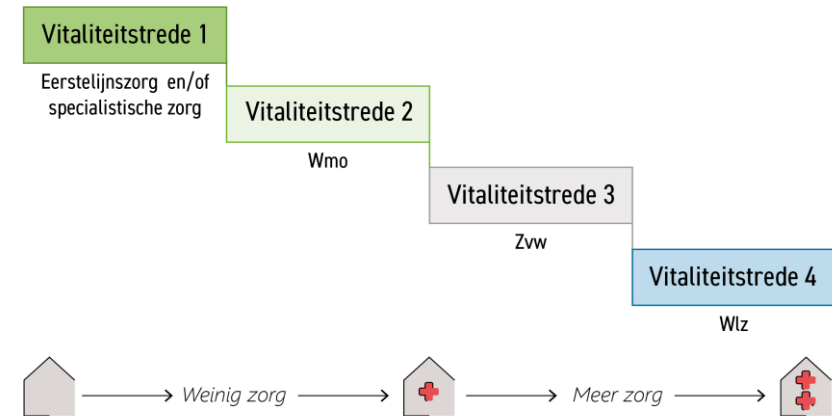 Vitaliteitstrede 1
Eerstelijnszorg en/of
specialistische zorg
Vitaliteitstrede 2
Wmo
Vitaliteitstrede 3
Zvw
Vitaliteitstrede 4
Wlz
Weinig zorg
Meer zorg